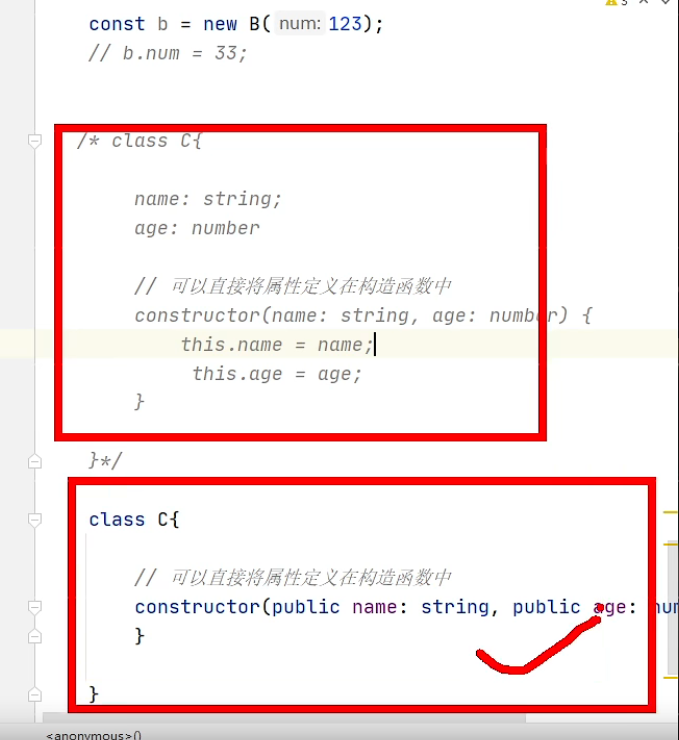 3
const b = new B( num: 123);
// b.num = 33;
/* class C{
name: string;
age: number
// 可以直接将属性定义在构造函数中
constructor(name: string, age: number) {
this.name = name;
this.age = age;
}
}*/
class C{
// 可以直接将属性定义在构造函数中
constructor(public name: string, public age:
}
}
<anonymous>()